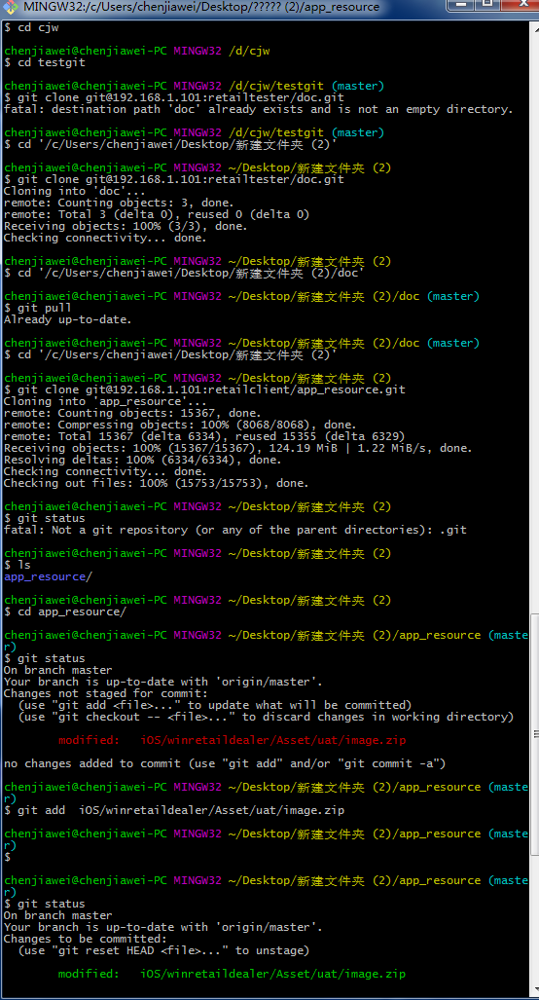 MINGW32:/c/Users/chenjiawei/Desktop/????? (2)/app_resource
$ cd cjw
chenjiawei@chenjiawei-PC MINGW32 /d/cjw
$ cd testgit
chenjiawei@chenjiawei-PC MINGW32 /d/cjw/testgit (master)
$ git clone git@192.168.1.101:retailtester/doc.git
fatal: destination path 'doc' already exists and is not an empty directory.
chenjiawei@chenjiawei-PC MINGW32 /d/cjw/testgit (master)
$ cd '/c/Users/chenjiawei/Desktop/新建文件夹 (2)'
chenjiawei@chenjiawei-PC MINGW32 ~/Desktop/新建文件夹 (2)
$ git clone git@192.168.1.101:retailtester/doc.git
Cloning into 'doc'...
remote: Counting objects: 3, done.
remote: Total 3 (delta 0), reused 0 (delta 0)
Receiving objects: 100% (3/3), done.
Checking connectivity... done.
chenjiawei@chenjiawei-PC MINGW32 ~/Desktop/新建文件夹 (2)
$ cd '/c/Users/chenjiawei/Desktop/新建文件夹 (2)/doc'
chenjiawei@chenjiawei-PC MINGW32 ~/Desktop/新建文件夹 (2)/doc (master)
$ git pull
Already up-to-date.
chenjiawei@chenjiawei-PC MINGW32 ~/Desktop/新建文件夹 (2)/doc (master)
$ cd '/c/Users/chenjiawei/Desktop/新建文件夹 (2)'
chenjiawei@chenjiawei-PC MINGW32 ~/Desktop/新建文件夹 (2)
$ git clone git@192.168.1.101:retailclient/app_resource.git
Cloning into 'app_resource'...
remote: Counting objects: 15367, done.
remote: Compressing objects: 100% (8068/8068), done.
remote: Total 15367 (delta 6334), reused 15355 (delta 6329)
Receiving objects: 100% (15367/15367), 124.19 MiB | 1.22 MiB/s, done.
Resolving deltas: 100% (6334/6334), done.
Checking connectivity... done.
Checking out files: 100% (15753/15753), done.
chenjiawei@chenjiawei-PC MINGW32 ~/Desktop/新建文件夹 (2)
$ git status
fatal: Not a git repository (or any of the parent directories): .git
chenjiawei@chenjiawei-PC MINGW32 ~/Desktop/新建文件夹 (2)
$ ls
app_resource/
chenjiawei@chenjiawei-PC MINGW32 ~/Desktop/新建文件夹 (2)
$ cd app_resource/
chenjiawei@chenjiawei-PC MINGW32 ~/Desktop/新建文件夹 (2)/app_resource (maste
r)
$ git status
On branch master
Your branch is up-to-date with 'origin/master'.
Changes not staged for commit:
  (use "git add <file>..." to update what will be committed)
  (use "git checkout -- <file>..." to discard changes in working directory)
        modified:   iOS/winretaildealer/Asset/uat/image.zip
no changes added to commit (use "git add" and/or "git commit -a")
chenjiawei@chenjiawei-PC MINGW32 ~/Desktop/新建文件夹 (2)/app_resource (maste
r)
$ git add  iOS/winretaildealer/Asset/uat/image.zip
chenjiawei@chenjiawei-PC MINGW32 ~/Desktop/新建文件夹 (2)/app_resource (maste
r)
$
chenjiawei@chenjiawei-PC MINGW32 ~/Desktop/新建文件夹 (2)/app_resource (maste
r)
$ git status
On branch master
Your branch is up-to-date with 'origin/master'.
Changes to be committed:
  (use "git reset HEAD <file>..." to unstage)
        modified:   iOS/winretaildealer/Asset/uat/image.zip